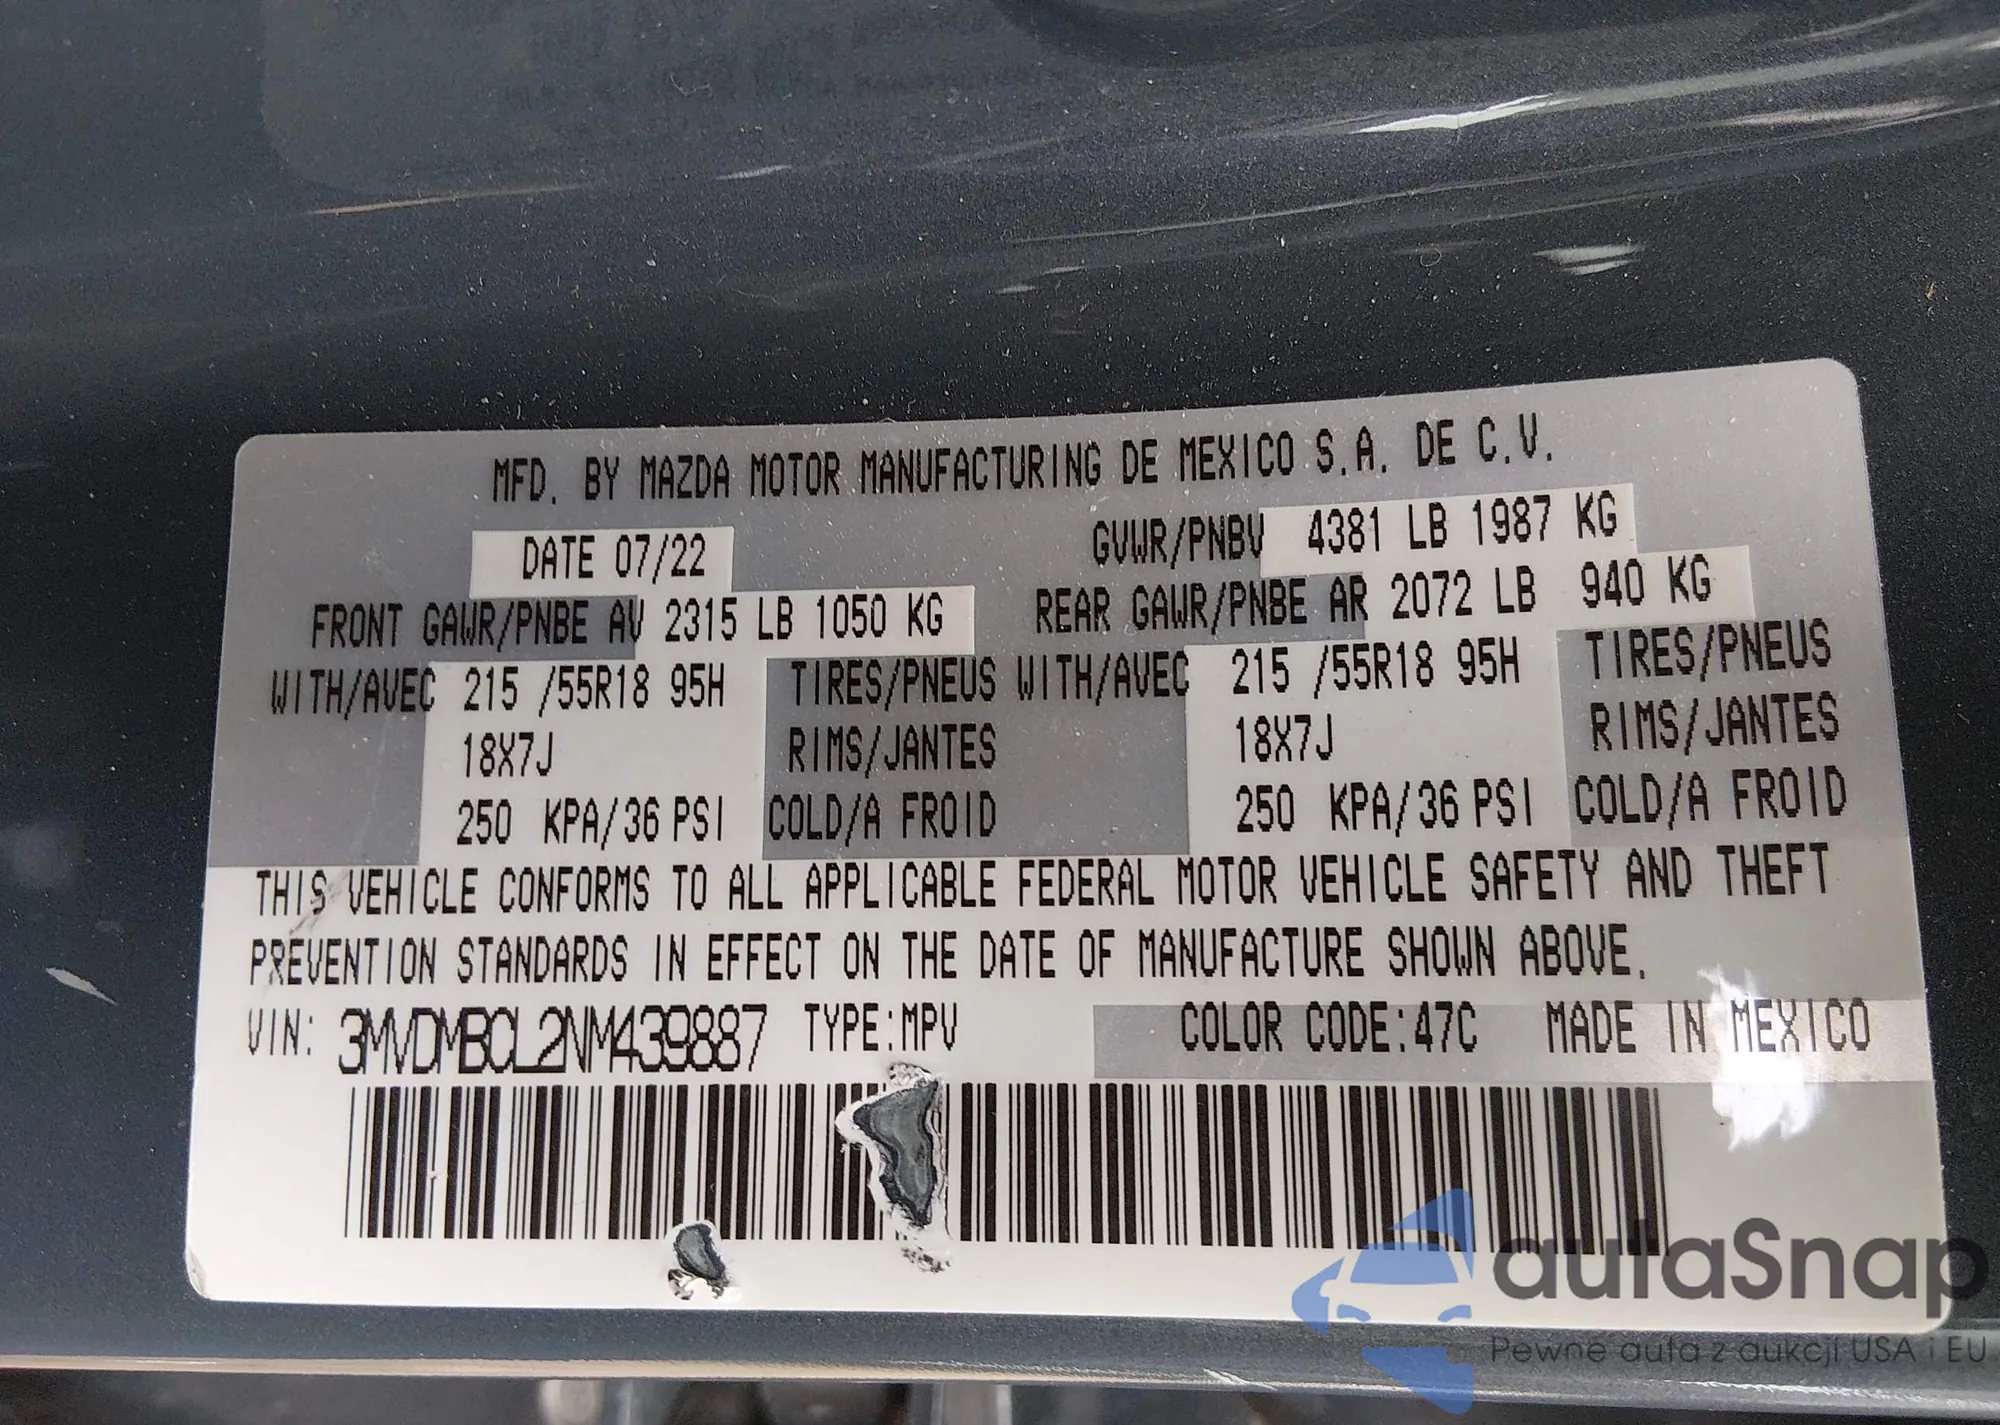 MFD. BY MAZDA MOTOR MANUFACTURING DE MEXICO S.A. DE C.V.
DATE 07/22 GVWR/PNBV 4381 LB 1987 KG
FRONT GAWR/PNBE AV 2315 LB 1050 KG REAR GAWR/PNBE AR 2072 LB 940 KG
WITH/AVEC 215 /55R18 95H TIRES/PNEUS WITH/AVEC 215 /55R18 95H TIRES/PNEUS
18X7J RIMS/JANTES 18X7J RIMS/JANTES
250 KPA/36 PSI COLD/A FROID 250 KPA/36 PSI COLD/A FROID
THIS VEHICLE CONFORMS TO ALL APPLICABLE FEDERAL MOTOR VEHICLE SAFETY AND THEFT
PREVENTION STANDARDS IN EFFECT ON THE DATE OF MANUFACTURE SHOWN ABOVE.
VIN: 3MVDMBCL2NM439887 TYPE:MPV COLOR CODE:47C MADE IN MEXICO
autaSnap
Pewne auta z aukcji USA i EU